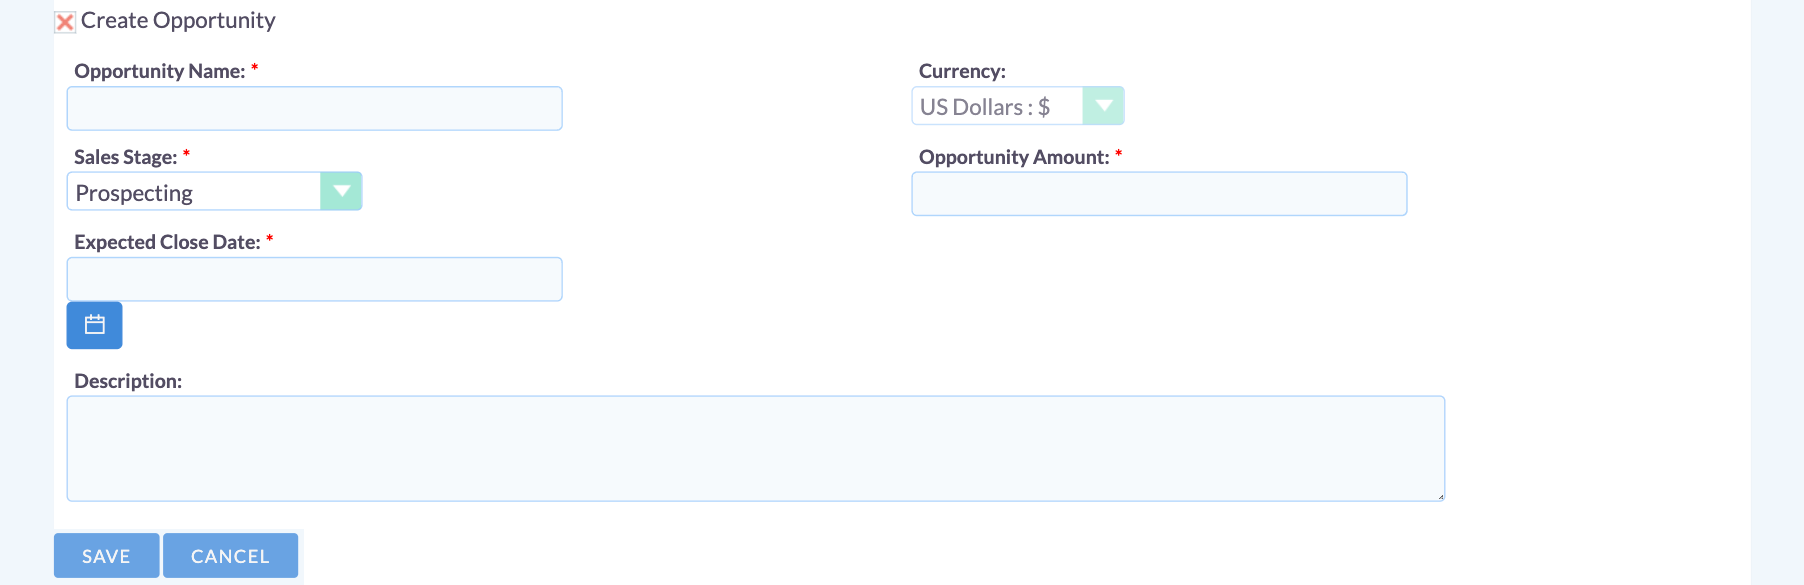 Create Opportunity
Opportunity Name: *
Currency:
US Dollars : $
Sales Stage: *
Opportunity Amount: *
Prospecting
Expected Close Date: *
Description:
SAVE CANCEL